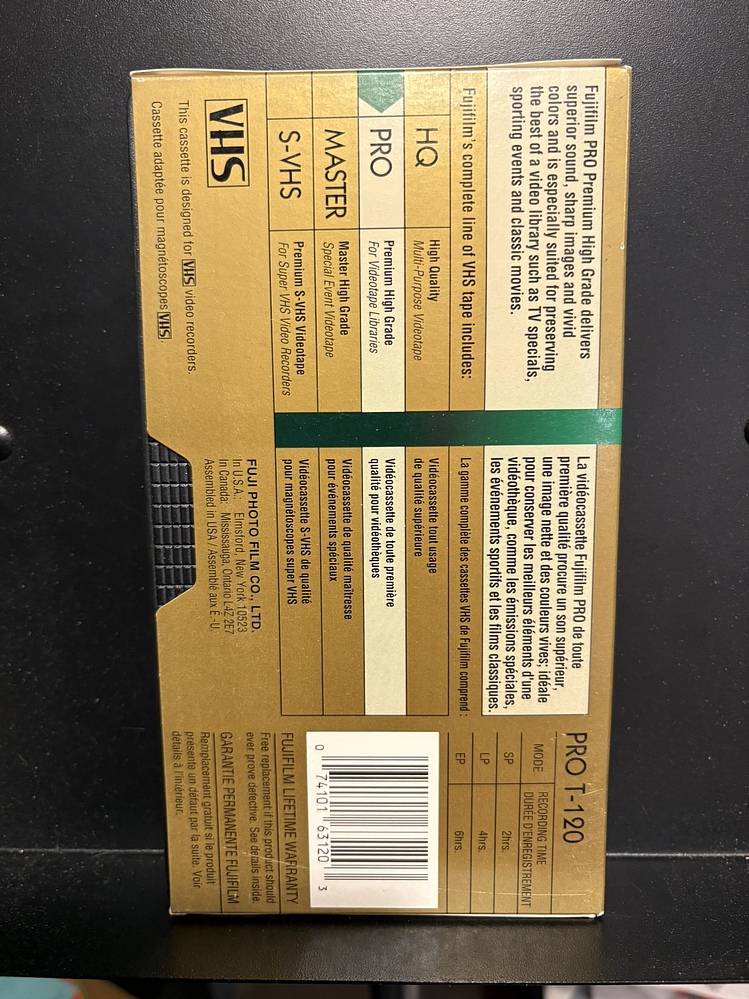 Fujifilm PRO Premium High Grade delivers
superior sound, sharp images and vivid
colors and is especially suited for preserving
the best of a video library such as TV specials,
sporting events and classic movies.
Fujifilm's complete line of VHS tape includes:
HQ
High Quality
Multi-Purpose Videotape
PRO
Premium High Grade
For Videotape Libraries
MASTER
Master High Grade
Special Event Videotape
S-VHS
Premium S-VHS Videotape
For Super VHS Video Recorders
VHS
This cassette is designed for VHS video recorders.
Cassette adaptée pour magnétoscopes VHS.
La vidéocassette Fujifilm PRO de toute
première qualité procure un son supérieur,
une image nette et des couleurs vives; idéale
pour conserver les meilleurs éléments d'une
vidéothèque, comme les émissions spéciales,
les événements sportifs et les films classiques.
La gamme complète des cassettes VHS de Fujifilm comprend :
Vidéocassette tout usage
de qualité supérieure
Vidéocassette de toute première
qualité pour vidéothèques
Vidéocassette de qualité maîtresse
pour événements spéciaux
Vidéocassette S-VHS de qualité
pour magnétoscopes super VHS
FUJI PHOTO FILM CO., LTD.
In U.S.A.: Elmsford, New York 10523
In Canada: Mississauga, Ontario L4Z 2E7
Assembled in USA / Assemblé aux É.-U.
PRO T-120
MODE RECORDING TIME
DURÉE D'ENREGISTREMENT
SP 2hrs.
LP 4hrs.
EP 6hrs.
0 74101 63120 3
FUJIFILM LIFETIME WARRANTY
Free replacement if this product should
ever prove defective. See details inside.
GARANTIE PERMANENTE FUJIFILM
Remplacement gratuit si le produit
présente un défaut par la suite. Voir
détails à l'intérieur.